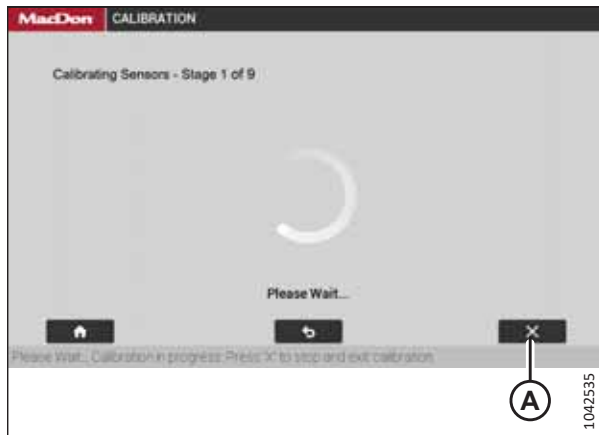 MacDon CALIBRATION
Calibrating Sensors - Stage 1 of 9
Please Wait...
Please Wait... Calibration in progress. Press 'X' to stop and exit calibration.
A
1042535